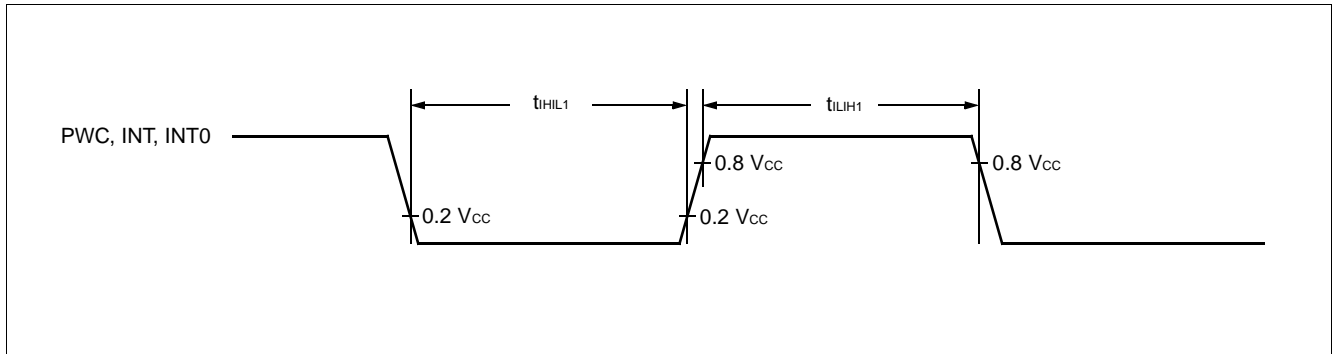 tIHIL1
tILIH1
PWC, INT, INT0
0.8 VCC
0.8 VCC
0.2 VCC
0.2 VCC